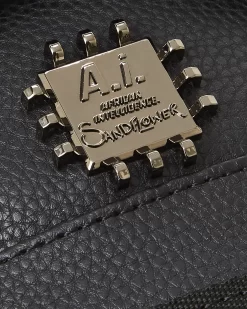 A.i.
AFRICAN
INTELLIGENCE.
SANDFLOWER